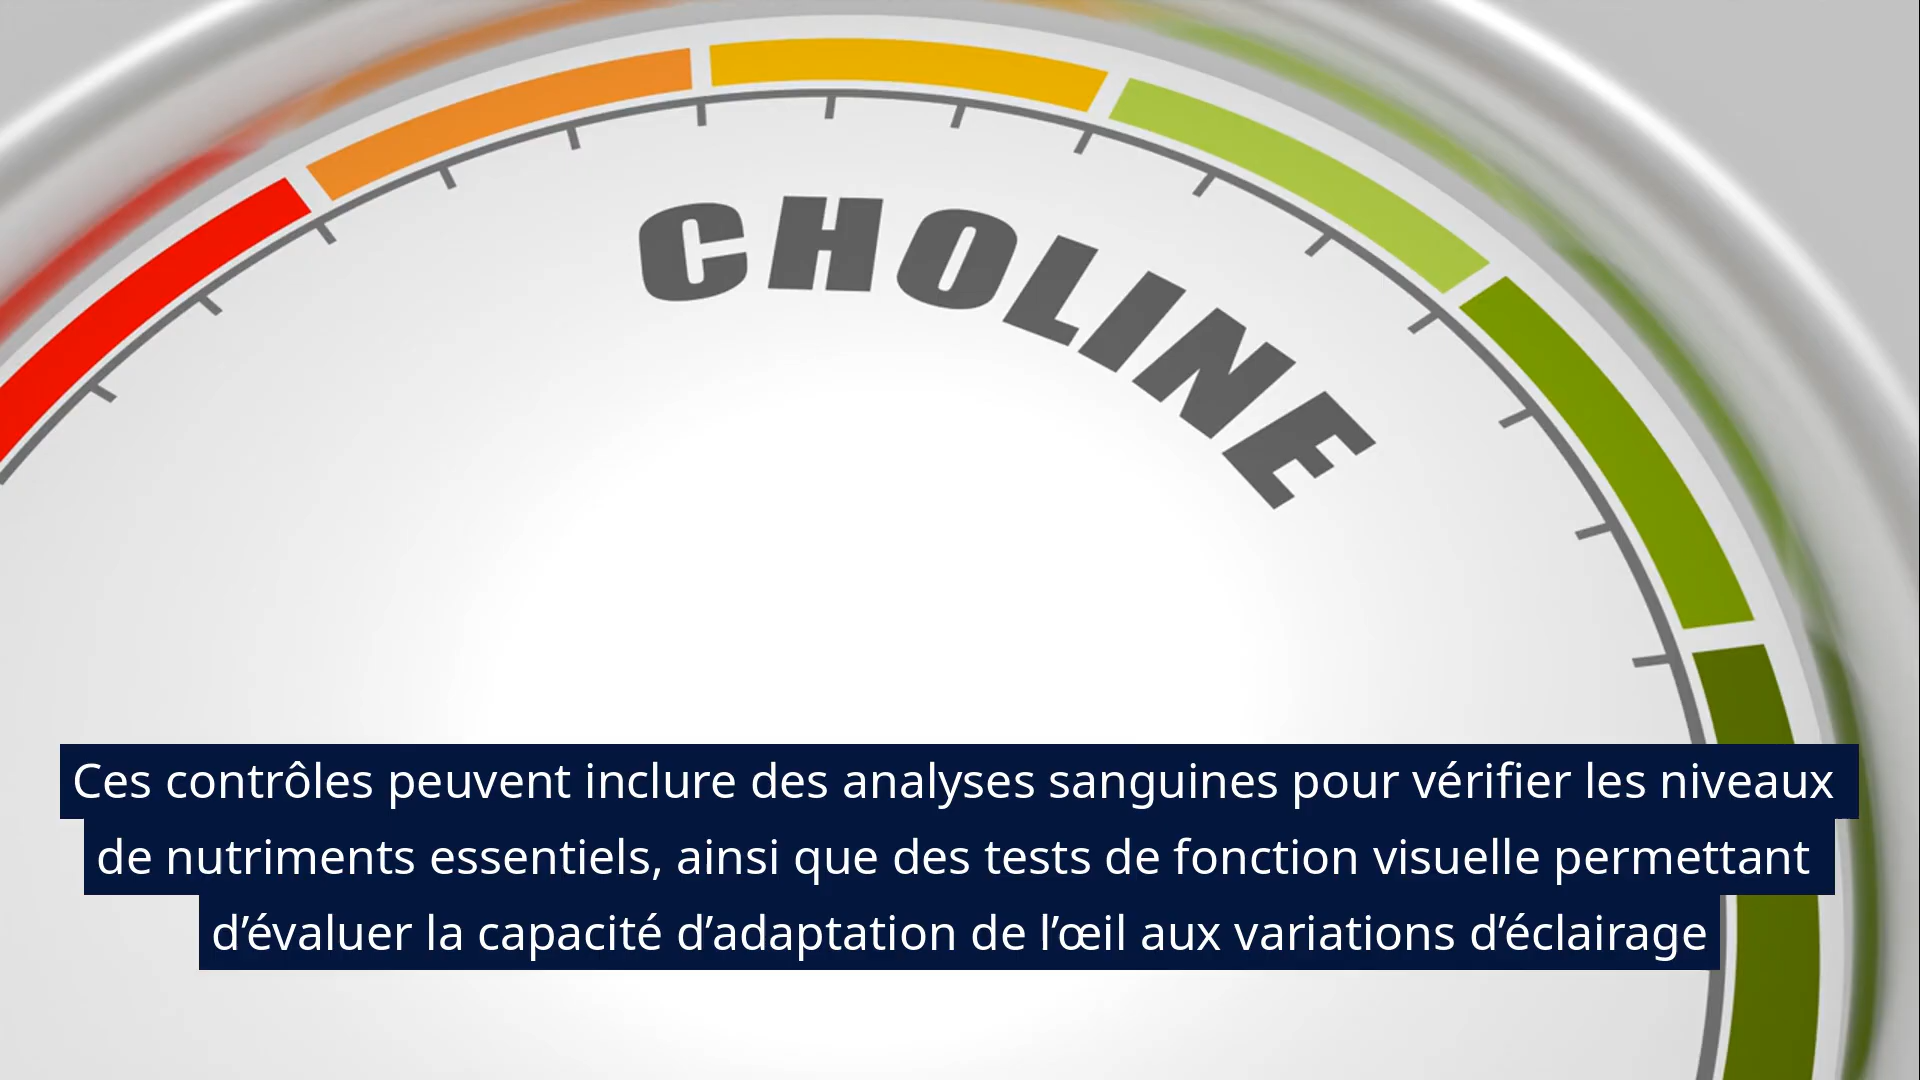 CHOLINE
Ces contrôles peuvent inclure des analyses sanguines pour vérifier les niveaux
de nutriments essentiels, ainsi que des tests de fonction visuelle permettant
d’évaluer la capacité d’adaptation de l’œil aux variations d’éclairage